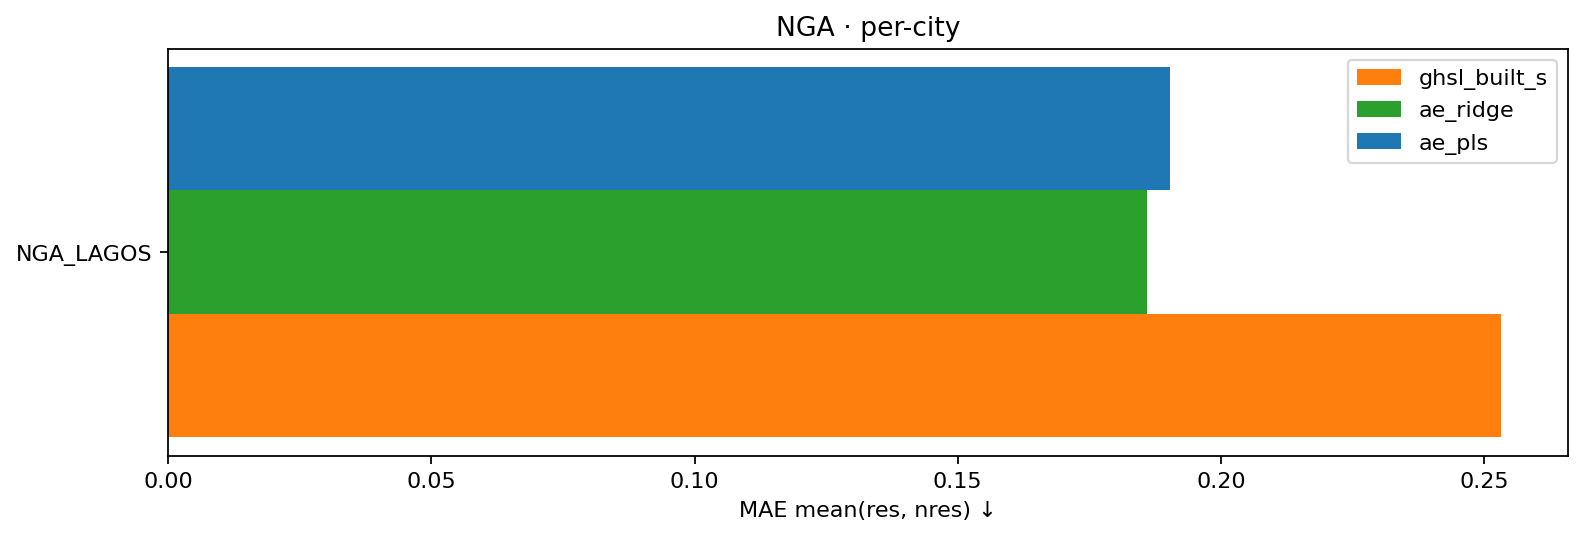 NGA · per-city
ghsl_built_s
ae_ridge
ae_pls
NGA_LAGOS
0.00 0.05 0.10 0.15 0.20 0.25
MAE mean(res, nres) ↓